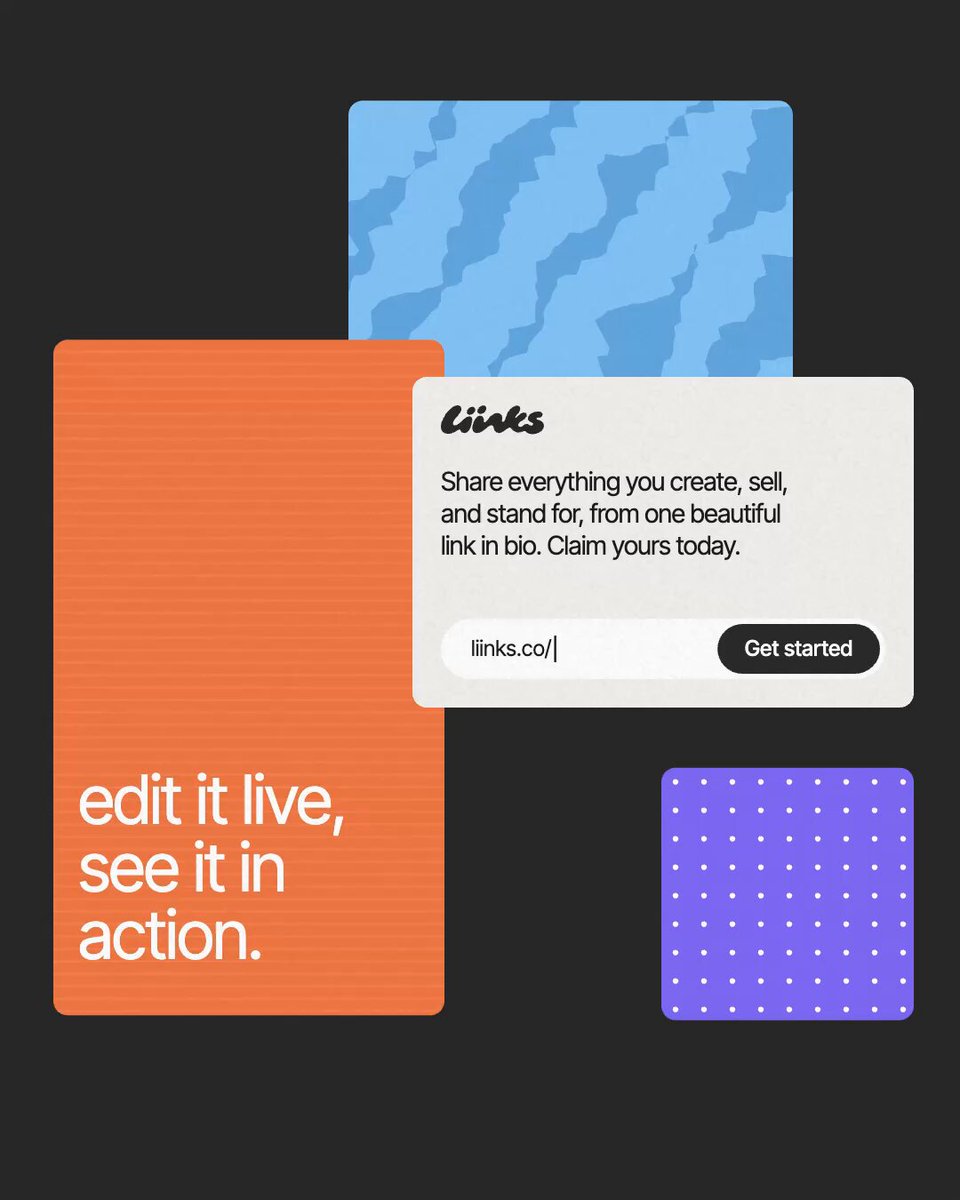 liinks
Share everything you create, sell,
and stand for, from one beautiful
link in bio. Claim yours today.
liinks.co/
Get started
edit it live,
see it in
action.